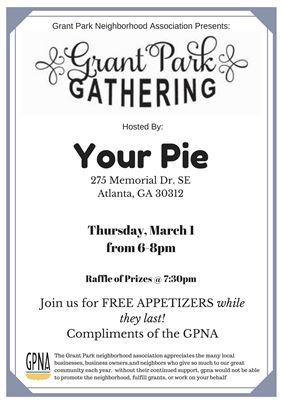 Grant Park Neighborhood Association Presents:
Grant Park
GATHERING
Hosted By:
Your Pie
275 Memorial Dr. SE
Atlanta, GA 30312
Thursday, March 1
from 6-8pm
Raffle of Prizes @ 7:30pm
Join us for FREE APPETIZERS while
they last!
Compliments of the GPNA
GPNA
The Grant Park neighborhood association appreciates the many local
businesses, business owners,and neighbors who give so much to our great
community each year. without their continued support, gpna would not be able
to promote the neighborhood, fulfill grants, or work on your behalf